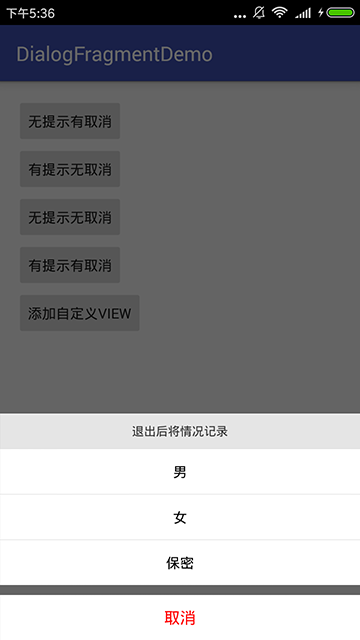 下午5:36
DialogFragmentDemo
无提示有取消
有提示无取消
无提示无取消
有提示有取消
添加自定义VIEW
退出后将情况记录
男
女
保密
取消